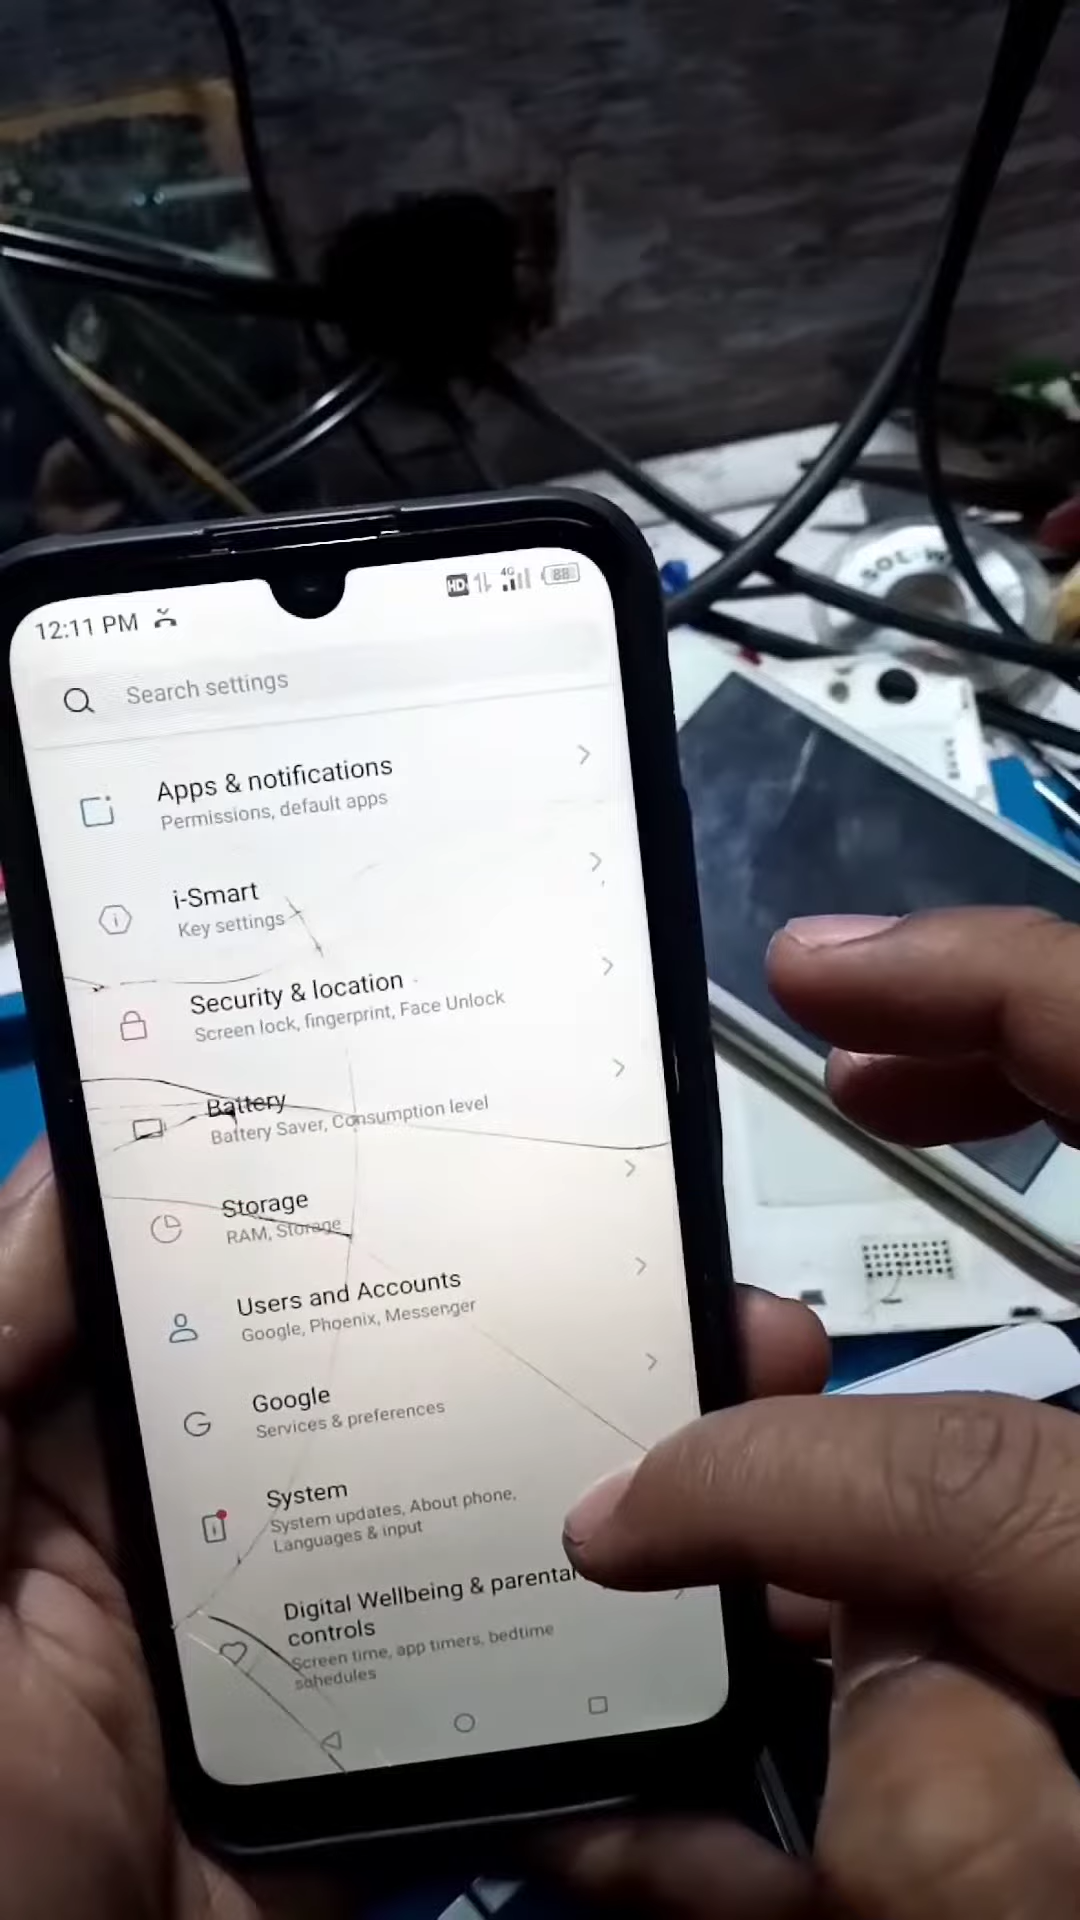 12:11 PM
HD 4G 88
Search settings
Apps & notifications
Permissions, default apps
i-Smart
Key settings
Security & location
Screen lock, fingerprint, Face Unlock
Battery
Battery Saver, Consumption level
Storage
RAM, Storage
Users and Accounts
Google, Phoenix, Messenger
Google
Services & preferences
System
System updates, About phone,
Languages & input
Digital Wellbeing & parental
controls
Screen time, app timers, bedtime
schedules